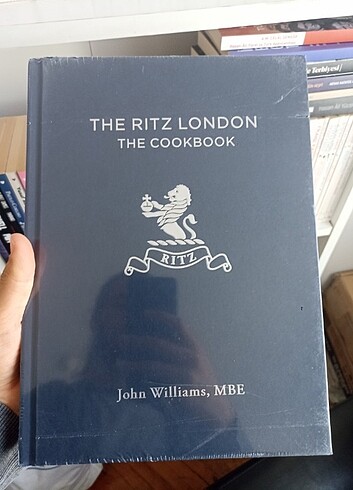 THE RITZ LONDON
THE COOKBOOK
RITZ
John Williams, MBE